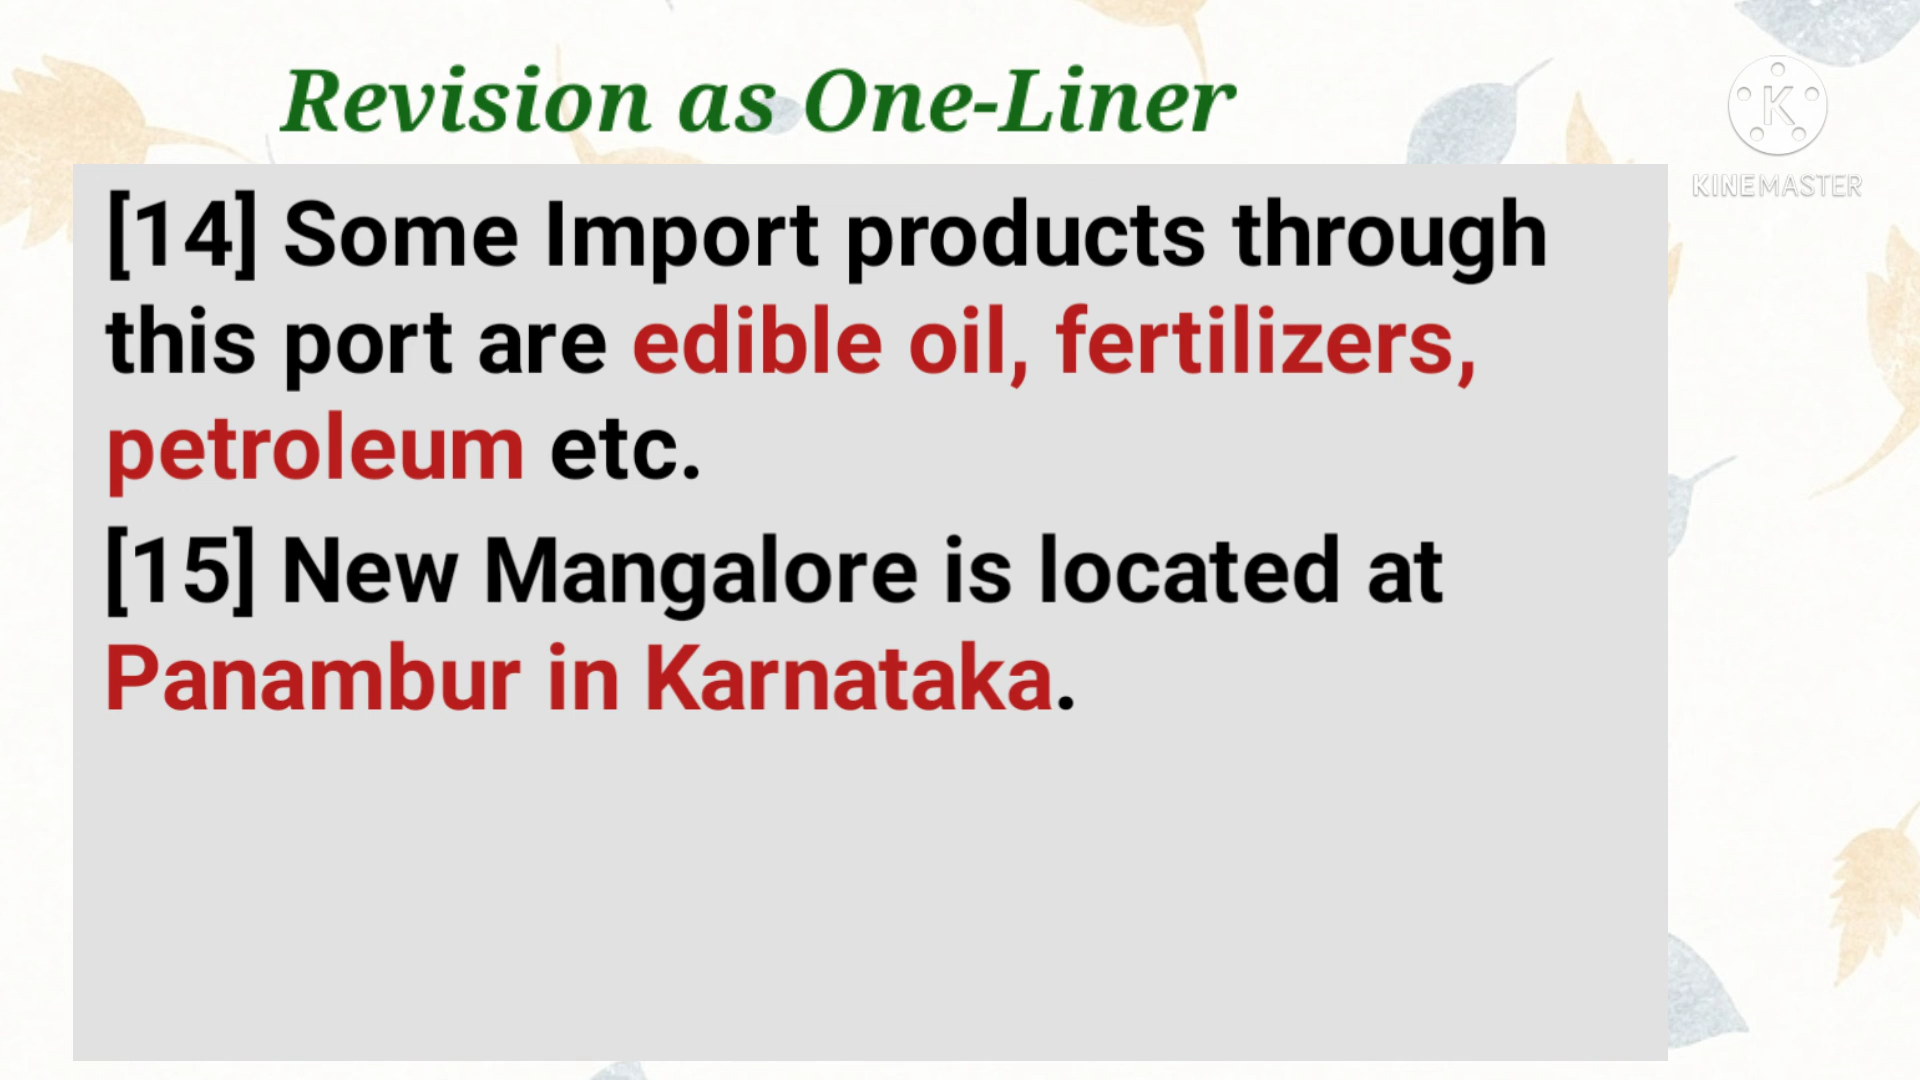 Revision as One-Liner
K
KINEMASTER
[14] Some Import products through
this port are edible oil, fertilizers,
petroleum etc.
[15] New Mangalore is located at
Panambur in Karnataka.